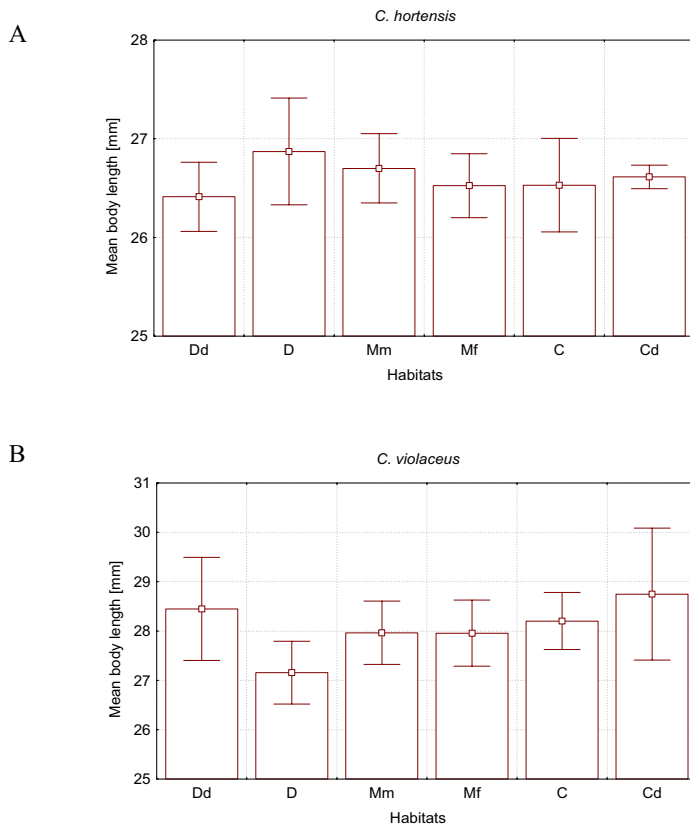 A
C. hortensis
Mean body length [mm]
28
27
26
25
Dd D Mm Mf C Cd
Habitats
B
C. violaceus
Mean body length [mm]
31
30
29
28
27
26
25
Dd D Mm Mf C Cd
Habitats